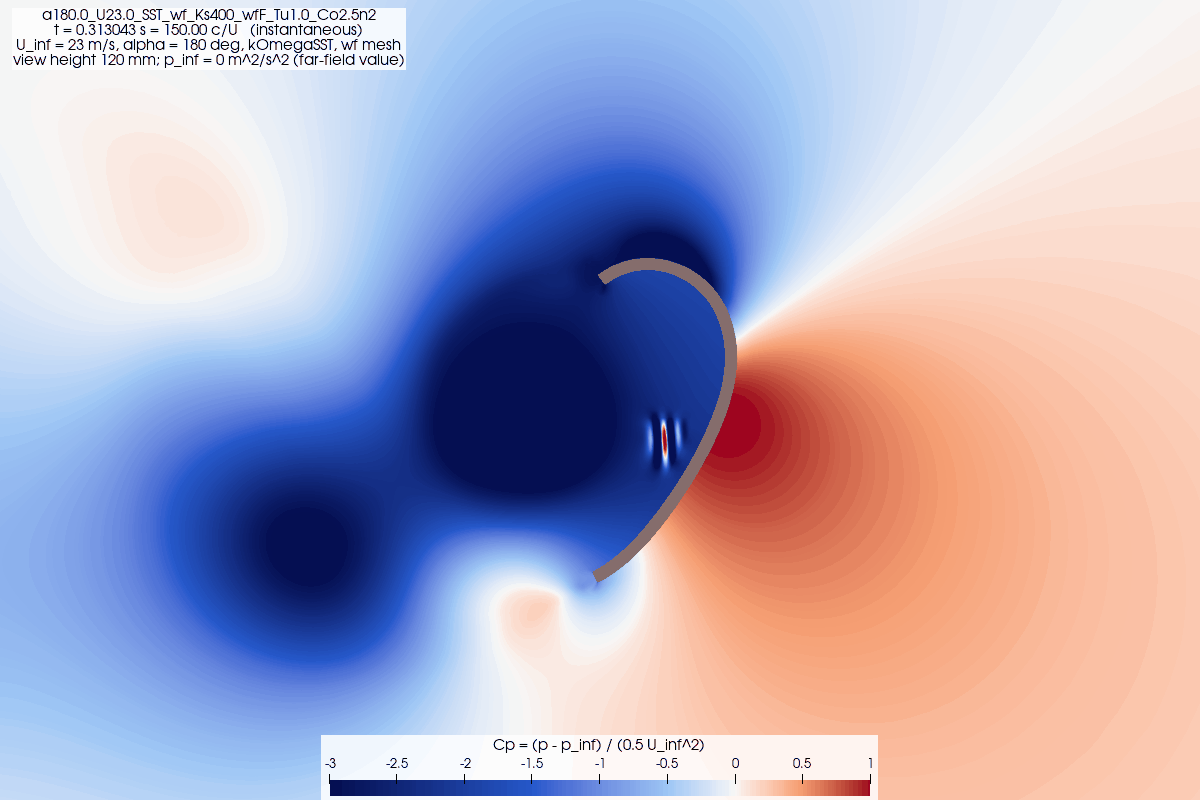 a180.0_U23.0_SST_wf_Ks400_wfF_Tu1.0_Co2.5n2
t = 0.313043 s = 150.00 c/U (instantaneous)
U_inf = 23 m/s, alpha = 180 deg, kOmegaSST, wf mesh
view height 120 mm; p_inf = 0 m^2/s^2 (far-field value)
Cp = (p - p_inf) / (0.5 U_inf^2)
-3 -2.5 -2 -1.5 -1 -0.5 0 0.5 1